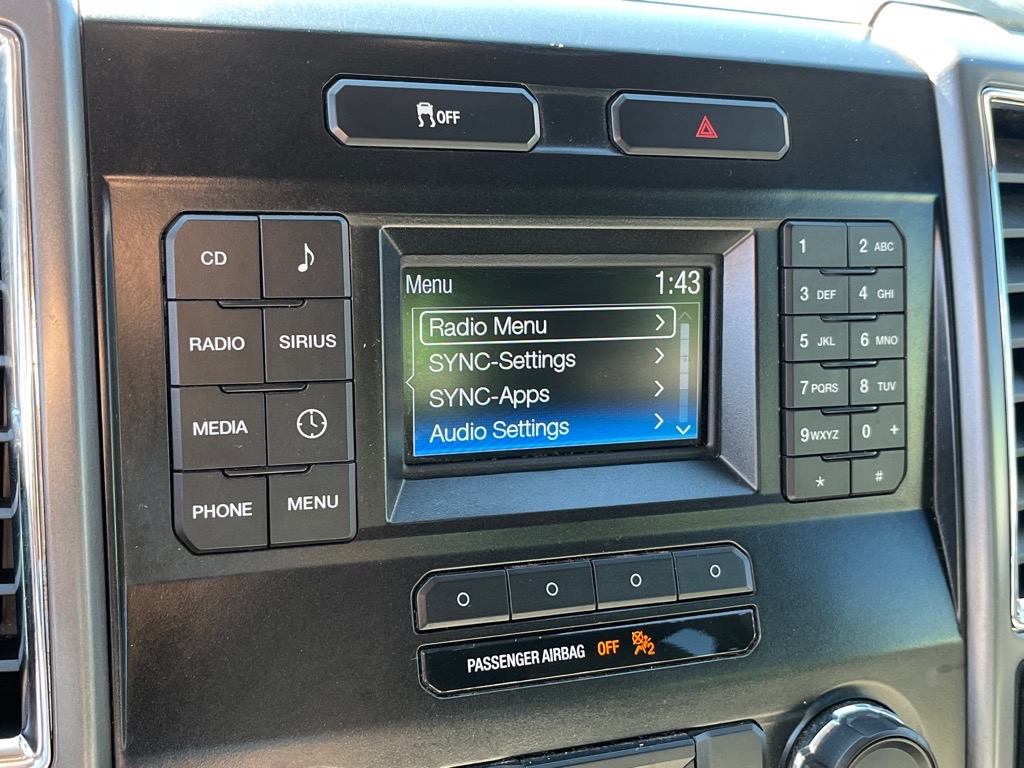 OFF
CD
RADIO SIRIUS
MEDIA
PHONE MENU
Menu 1:43
Radio Menu
SYNC-Settings
SYNC-Apps
Audio Settings
1 2 ABC
3 DEF 4 GHI
5 JKL 6 MNO
7 PQRS 8 TUV
9 WXYZ 0 +
* #
PASSENGER AIRBAG OFF 2